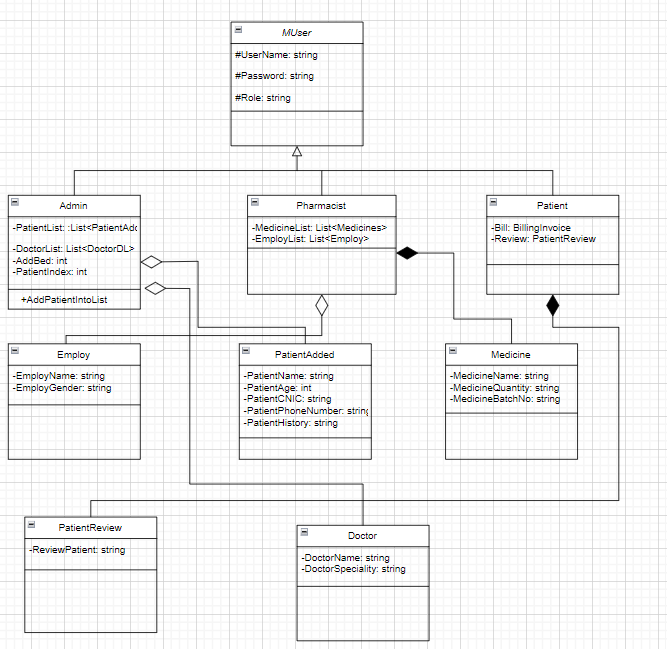 MUser
#UserName: string
#Password: string
#Role: string
Admin
-PatientList: :List<PatientAdd
-DoctorList: List<DoctorDL>
-AddBed: int
-PatientIndex: int
+AddPatientIntoList
Pharmacist
-MedicineList: List<Medicines>
-EmployList: List<Employ>
Patient
-Bill: BillingInvoice
-Review: PatientReview
Employ
-EmployName: string
-EmployGender: string
PatientAdded
-PatientName: string
-PatientAge: int
-PatientCNIC: string
-PatientPhoneNumber: string
-PatientHistory: string
Medicine
-MedicineName: string
-MedicineQuantity: string
-MedicineBatchNo: string
PatientReview
-ReviewPatient: string
Doctor
-DoctorName: string
-DoctorSpeciality: string